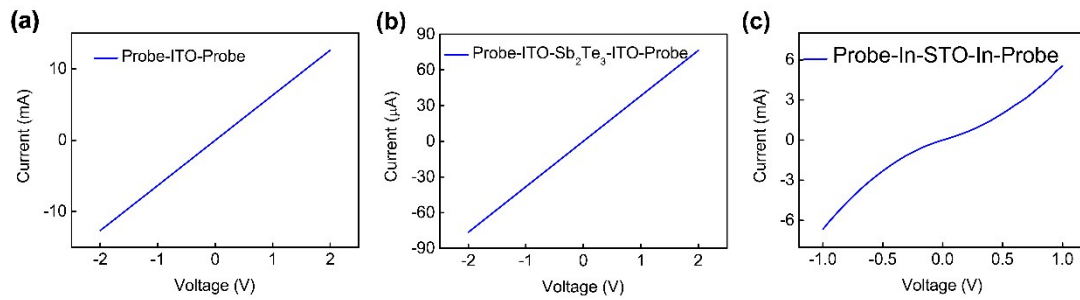 (a)
Probe-ITO-Probe
10
0
-10
Current (mA)
-2 -1 0 1 2
Voltage (V)
(b)
Probe-ITO-Sb2Te3-ITO-Probe
90
60
30
0
-30
-60
-90
Current (μA)
-2 -1 0 1 2
Voltage (V)
(c)
Probe-In-STO-In-Probe
6
3
0
-3
-6
Current (mA)
-1.0 -0.5 0.0 0.5 1.0
Voltage (V)